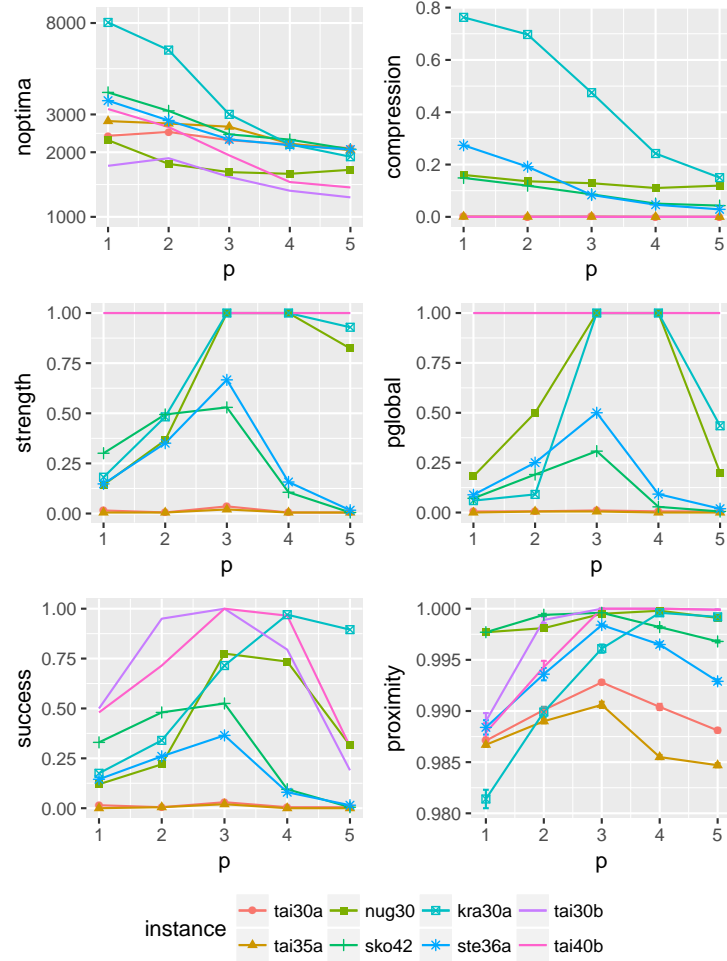 noptima
8000
3000
2000
1000
1 2 3 4 5
p
compression
0.8
0.6
0.4
0.2
0.0
1 2 3 4 5
p
strength
1.00
0.75
0.50
0.25
0.00
1 2 3 4 5
p
pglobal
1.00
0.75
0.50
0.25
0.00
1 2 3 4 5
p
success
1.00
0.75
0.50
0.25
0.00
1 2 3 4 5
p
proximity
1.000
0.995
0.990
0.985
0.980
1 2 3 4 5
p
instance
tai30a nug30 kra30a tai30b
tai35a sko42 ste36a tai40b